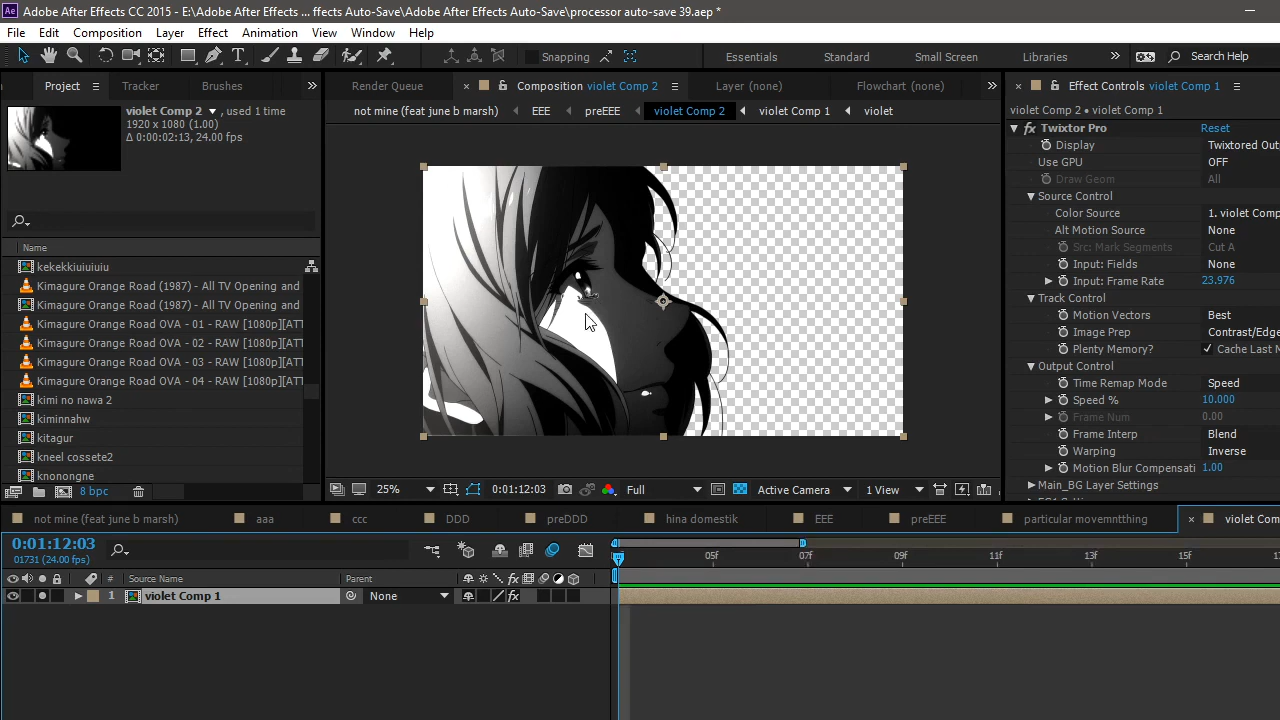 Adobe After Effects CC 2015 - E:\Adobe After Effects ... ffects Auto-Save\Adobe After Effects Auto-Save\processor auto-save 39.aep *
File Edit Composition Layer Effect Animation View Window Help
Snapping Essentials Standard Small Screen Libraries Search Help
Project Tracker Brushes
violet Comp 2 , used 1 time
1920 x 1080 (1.00)
Δ 0:00:02:13, 24.00 fps
Name
kekekkiuiuiuiu
Kimagure Orange Road (1987) - All TV Opening and
Kimagure Orange Road (1987) - All TV Opening and
Kimagure Orange Road OVA - 01 - RAW [1080p][ATT
Kimagure Orange Road OVA - 02 - RAW [1080p][ATT
Kimagure Orange Road OVA - 03 - RAW [1080p][ATT
Kimagure Orange Road OVA - 04 - RAW [1080p][ATT
kimi no nawa 2
kiminnahw
kitagur
kneel cossete2
knonongne
8 bpc
Render Queue Composition violet Comp 2 Layer (none) Flowchart (none)
not mine (feat june b marsh) EEE preEEE violet Comp 2 violet Comp 1 violet
25% 0:01:12:03 Full Active Camera 1 View
Effect Controls violet Comp 1
violet Comp 2 • violet Comp 1
fx Twixtor Pro Reset
Display Twixtored Out
Use GPU OFF
Draw Geom All
Source Control
Color Source 1. violet Comp
Alt Motion Source None
Src: Mark Segments Cut A
Input: Fields None
Input: Frame Rate 23.976
Track Control
Motion Vectors Best
Image Prep Contrast/Edge
Plenty Memory? Cache Last M
Output Control
Time Remap Mode Speed
Speed % 10.000
Frame Num 0.00
Frame Interp Blend
Warping Inverse
Motion Blur Compensati 1.00
Main_BG Layer Settings
not mine (feat june b marsh) aaa ccc DDD preDDD hina domestik EEE preEEE particular movemntthing violet Com
0:01:12:03
01731 (24.00 fps)
05f 07f 09f 11f 13f 15f
# Source Name Parent
1 violet Comp 1 None